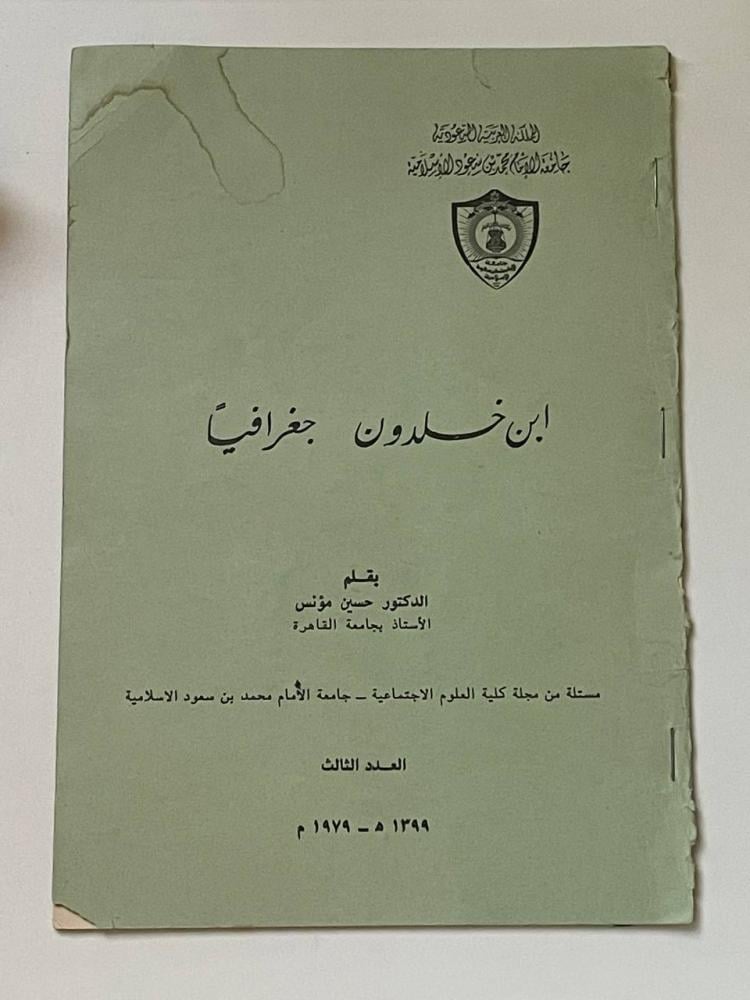 المملكة العربية السعودية
جامعة الإمام محمد بن سعود الإسلامية
جامعة
ابن خلدون جغرافياً
بقلم
الدكتور حسين مؤنس
الأستاذ بجامعة القاهرة
مستلة من مجلة كلية العلوم الاجتماعية – جامعة الأمام محمد بن سعود الاسلامية
العدد الثالث
١٣٩٩ هـ – ١٩٧٩ م